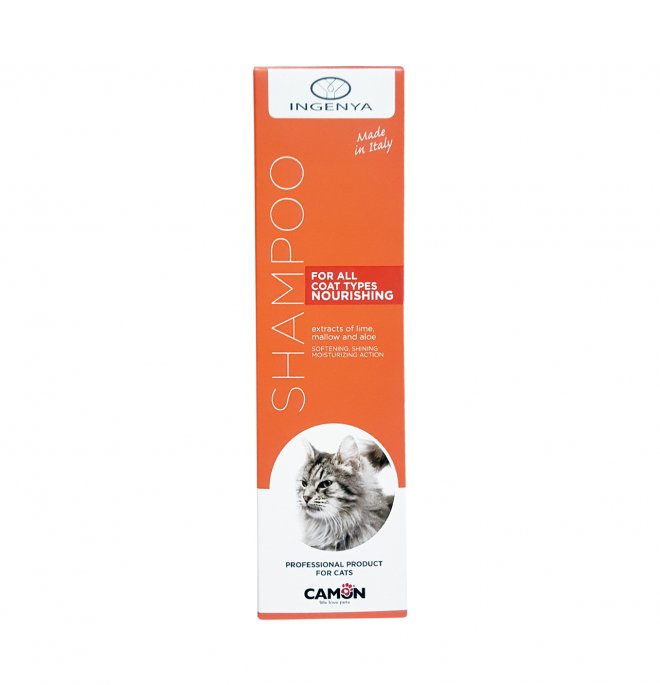 INGENYA
Made
in Italy
SHAMPOO
FOR ALL
COAT TYPES
NOURISHING
extracts of lime,
mallow and aloe
SOFTENING, SHINING
MOISTURIZING ACTION
PROFESSIONAL PRODUCT
FOR CATS
CAMON
We love pets